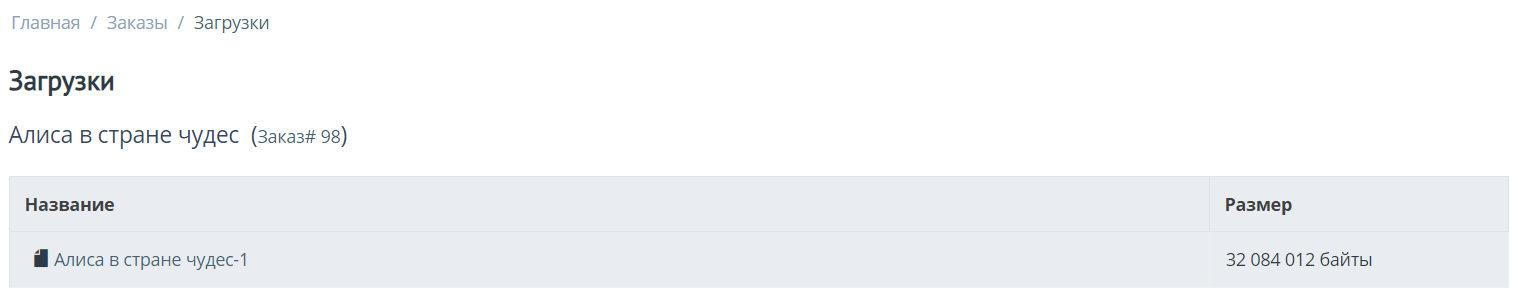 Главная / Заказы / Загрузки
Загрузки
Алиса в стране чудес (Заказ# 98)
Название Размер
Алиса в стране чудес-1 32 084 012 байты